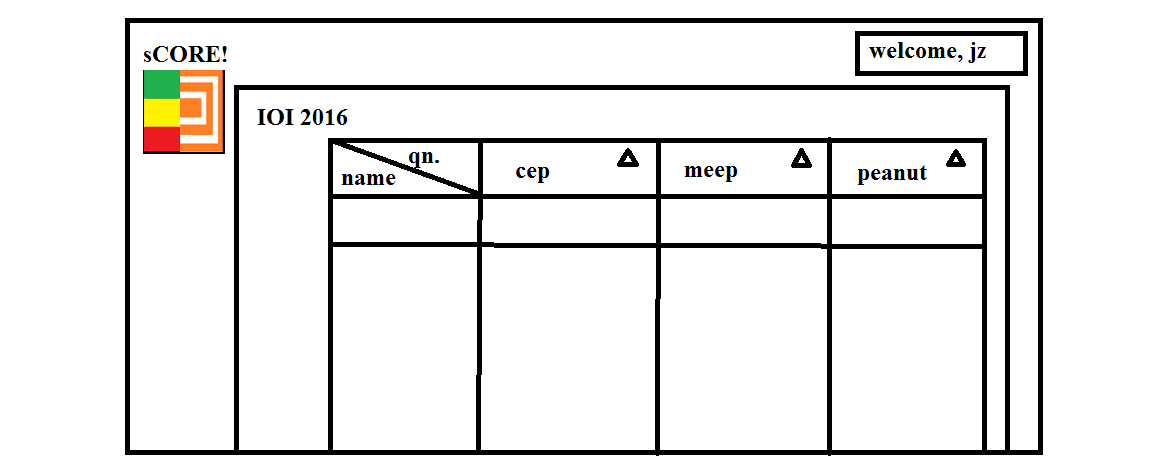 sCORE!
welcome, jz
IOI 2016
qn.
name
cep
meep
peanut